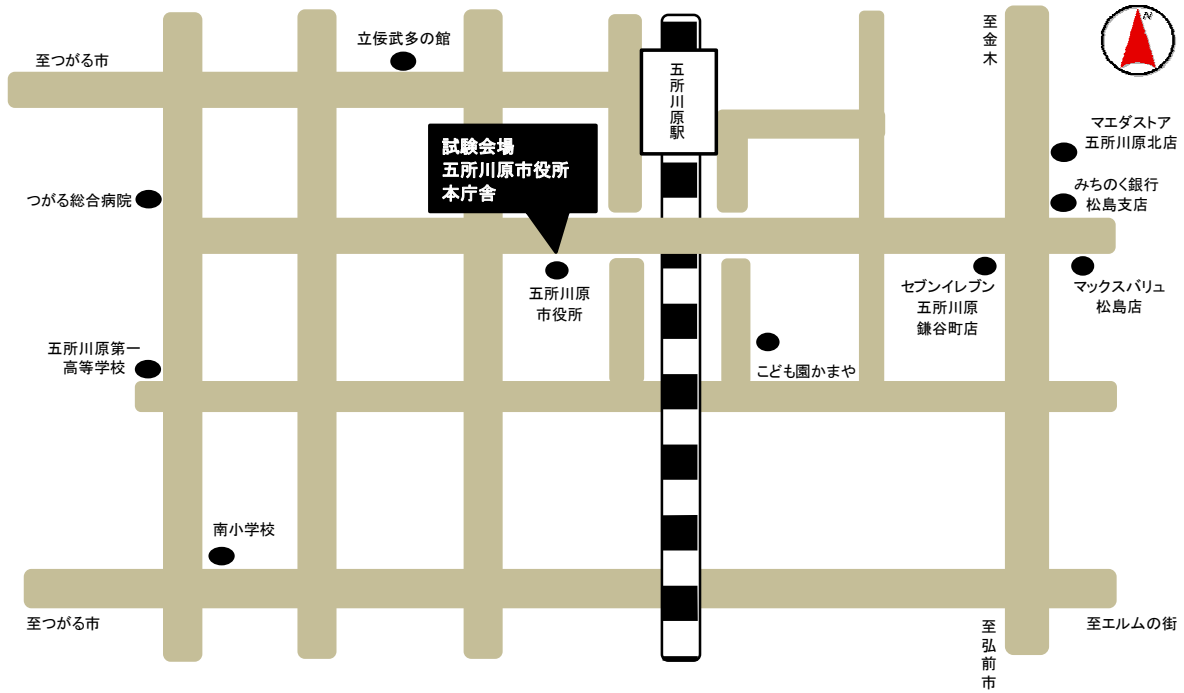 至つがる市
立佞武多の館
五所川原駅
至金木
N
マエダストア
五所川原北店
試験会場
五所川原市役所
本庁舎
つがる総合病院
みちのく銀行
松島支店
五所川原
市役所
セブンイレブン
五所川原
鎌谷町店
マックスバリュ
松島店
五所川原第一
高等学校
こども園かまや
南小学校
至つがる市
至弘前市
至エルムの街